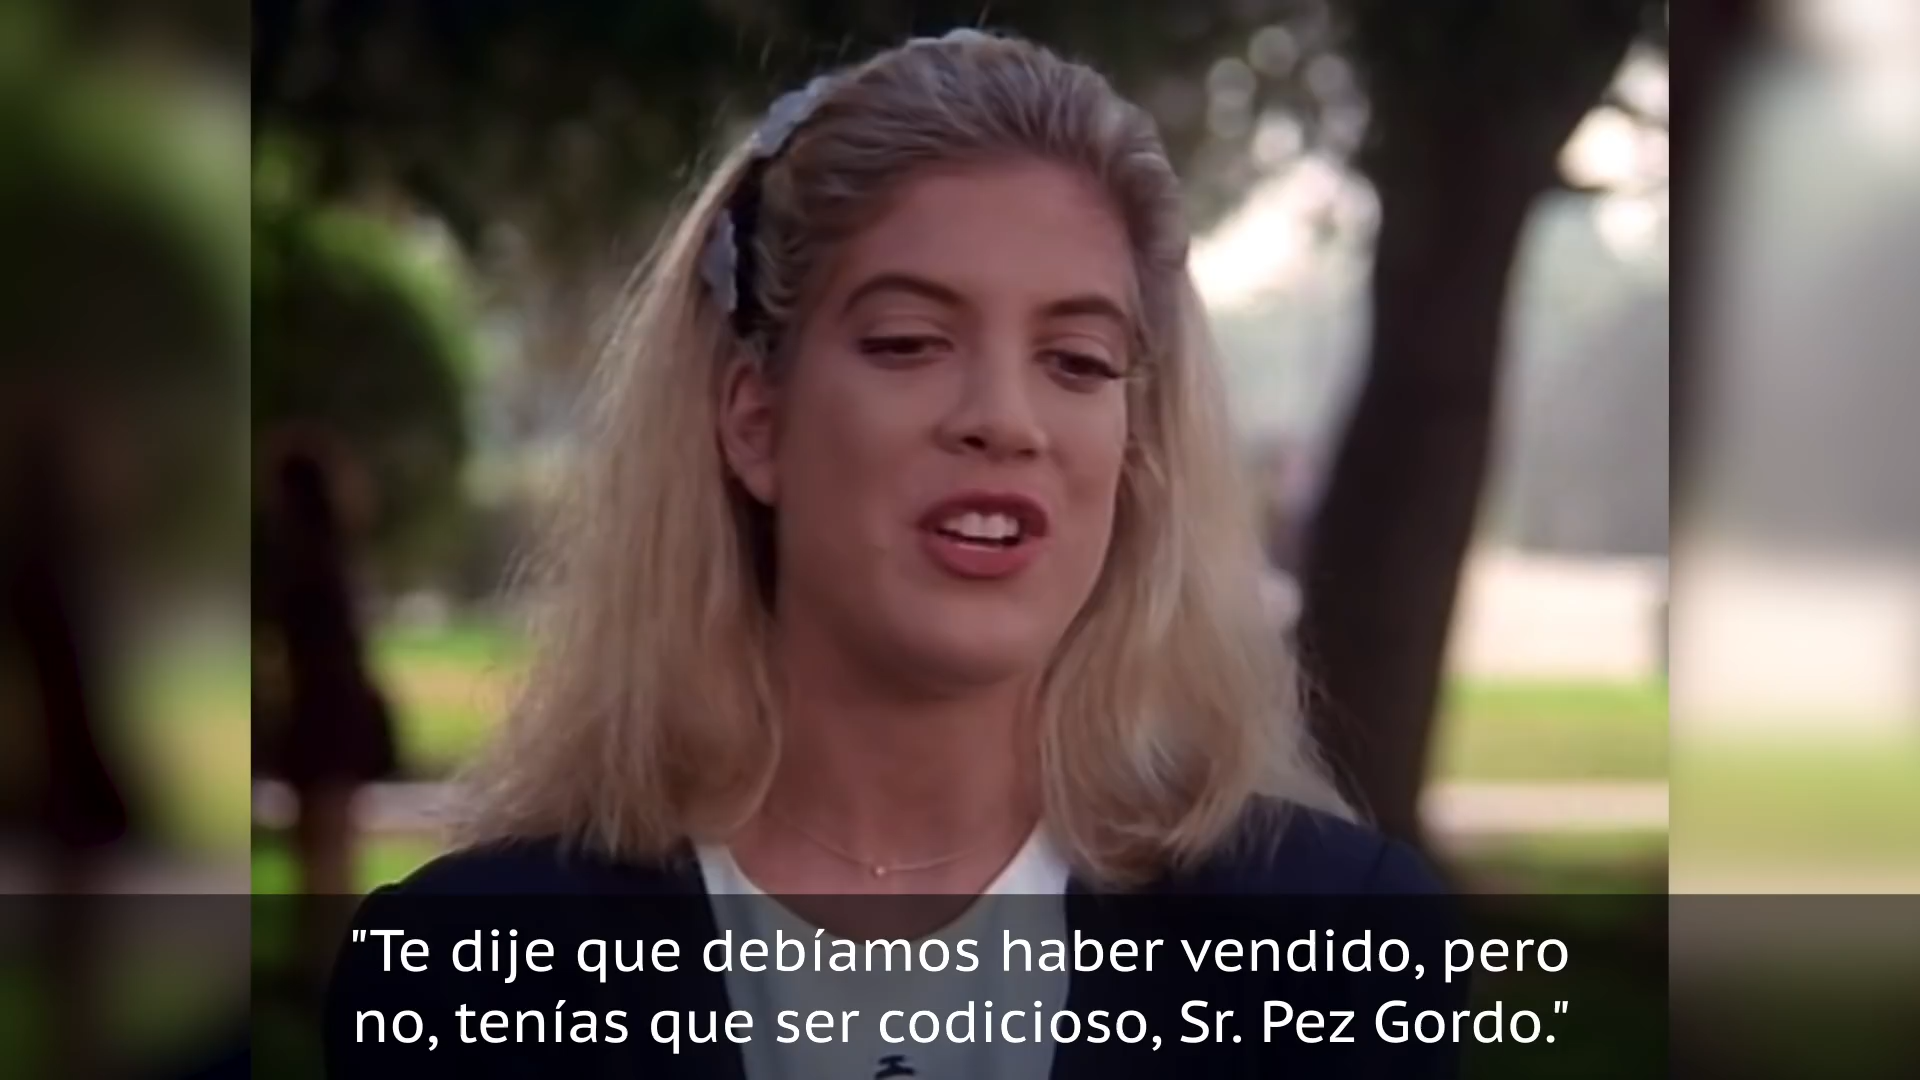 "Te dije que debíamos haber vendido, pero
no, tenías que ser codicioso, Sr. Pez Gordo."